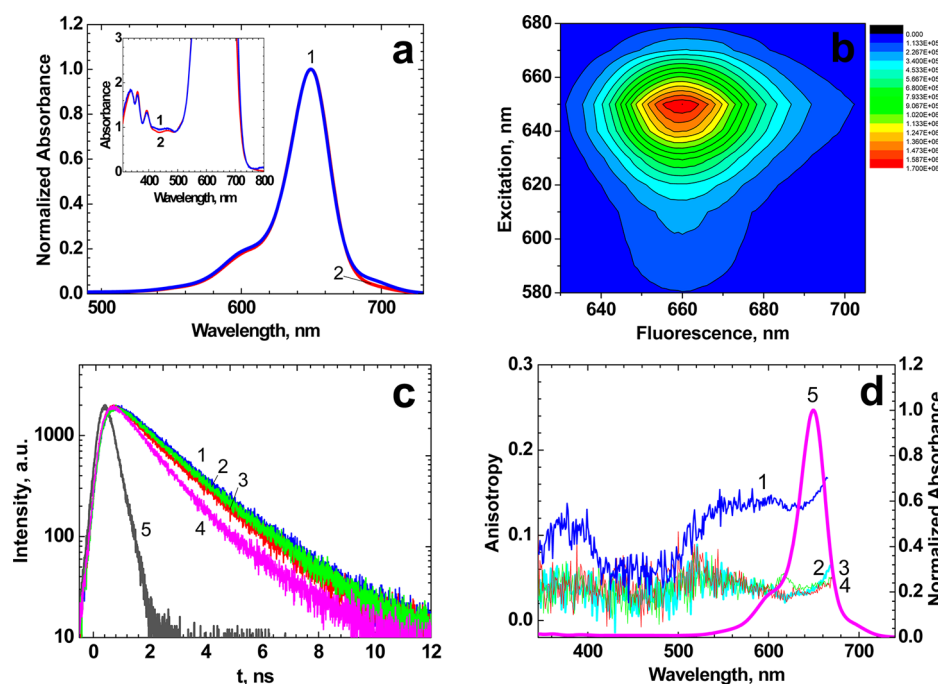 a
Normalized Absorbance
1.2
1.0
0.8
0.6
0.4
0.2
0.0
500
600
700
Wavelength, nm
1
2
Absorbance
3
2
1
0
400
500
600
700
800
Wavelength, nm
1
2
b
Excitation, nm
680
660
640
620
600
580
640
660
680
700
Fluorescence, nm
0.000
1.133E+05
2.267E+05
3.400E+05
4.533E+05
5.667E+05
6.800E+05
7.933E+05
9.067E+05
1.020E+06
1.133E+06
1.360E+06
1.473E+06
1.587E+06
1.700E+06
c
Intensity, a.u.
1000
100
10
0
2
4
6
8
10
12
t, ns
1
2
3
4
5
d
Anisotropy
0.3
0.2
0.1
0.0
400
500
600
700
Wavelength, nm
Normalized Absorbance
1.2
1.0
0.8
0.6
0.4
0.2
0.0
5
1
2
3
4